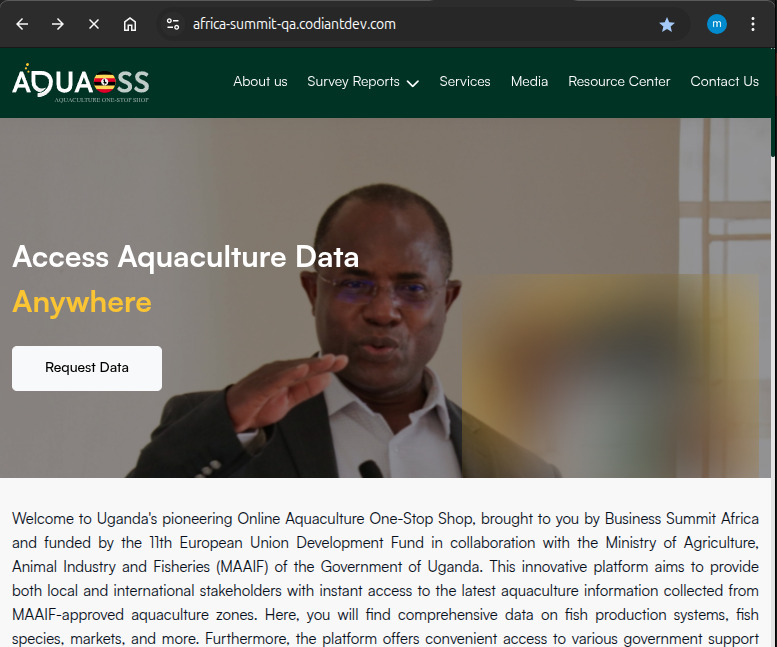 africa-summit-qa.codiantdev.com
m
AQUAOSS
AQUACULTURE ONE-STOP SHOP
About us
Survey Reports
Services
Media
Resource Center
Contact Us
Access Aquaculture Data
Anywhere
Request Data
Welcome to Uganda's pioneering Online Aquaculture One-Stop Shop, brought to you by Business Summit Africa
and funded by the 11th European Union Development Fund in collaboration with the Ministry of Agriculture,
Animal Industry and Fisheries (MAAIF) of the Government of Uganda. This innovative platform aims to provide
both local and international stakeholders with instant access to the latest aquaculture information collected from
MAAIF-approved aquaculture zones. Here, you will find comprehensive data on fish production systems, fish
species, markets, and more. Furthermore, the platform offers convenient access to various government support